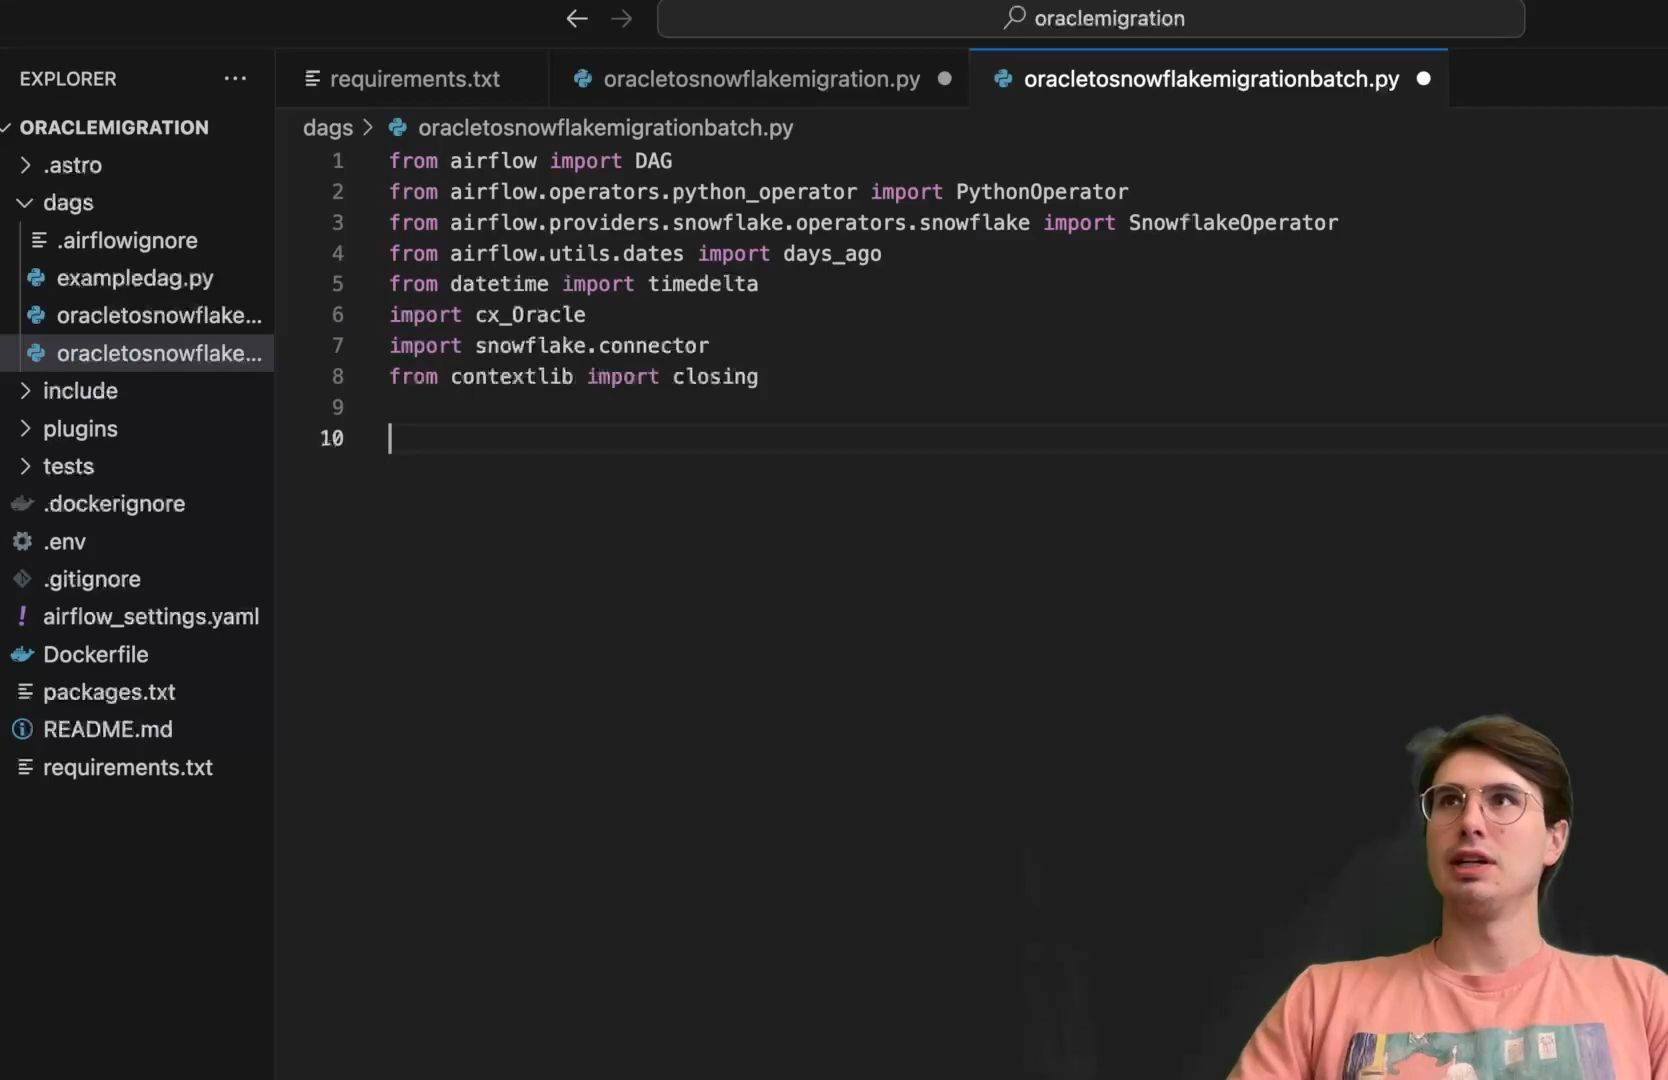 oraclemigration
EXPLORER
requirements.txt
oracletosnowflakemigration.py
oracletosnowflakemigrationbatch.py
ORACLEMIGRATION
.astro
dags
.airflowignore
exampledag.py
oracletosnowflake...
oracletosnowflake...
include
plugins
tests
.dockerignore
.env
.gitignore
airflow_settings.yaml
Dockerfile
packages.txt
README.md
requirements.txt
dags > oracletosnowflakemigrationbatch.py
1 from airflow import DAG
2 from airflow.operators.python_operator import PythonOperator
3 from airflow.providers.snowflake.operators.snowflake import SnowflakeOperator
4 from airflow.utils.dates import days_ago
5 from datetime import timedelta
6 import cx_Oracle
7 import snowflake.connector
8 from contextlib import closing
9
10